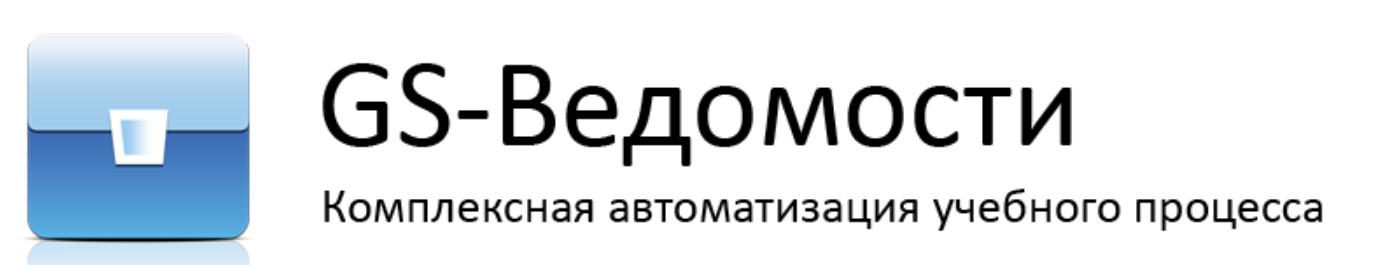 GS-Ведомости
Комплексная автоматизация учебного процесса